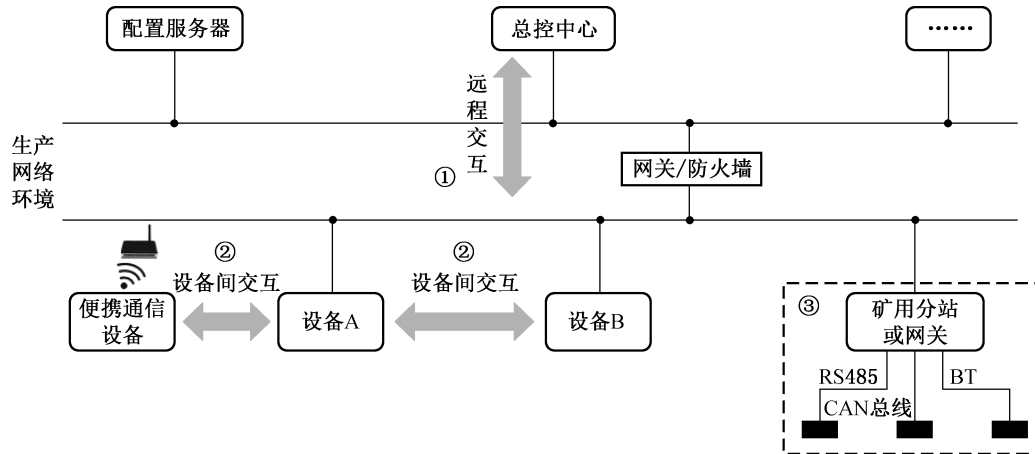 配置服务器
总控中心
……
远程交互
①
生产
网络
环境
网关/防火墙
②
设备间交互
②
设备间交互
便携通信
设备
设备A
设备B
③
矿用分站
或网关
RS485
BT
CAN总线